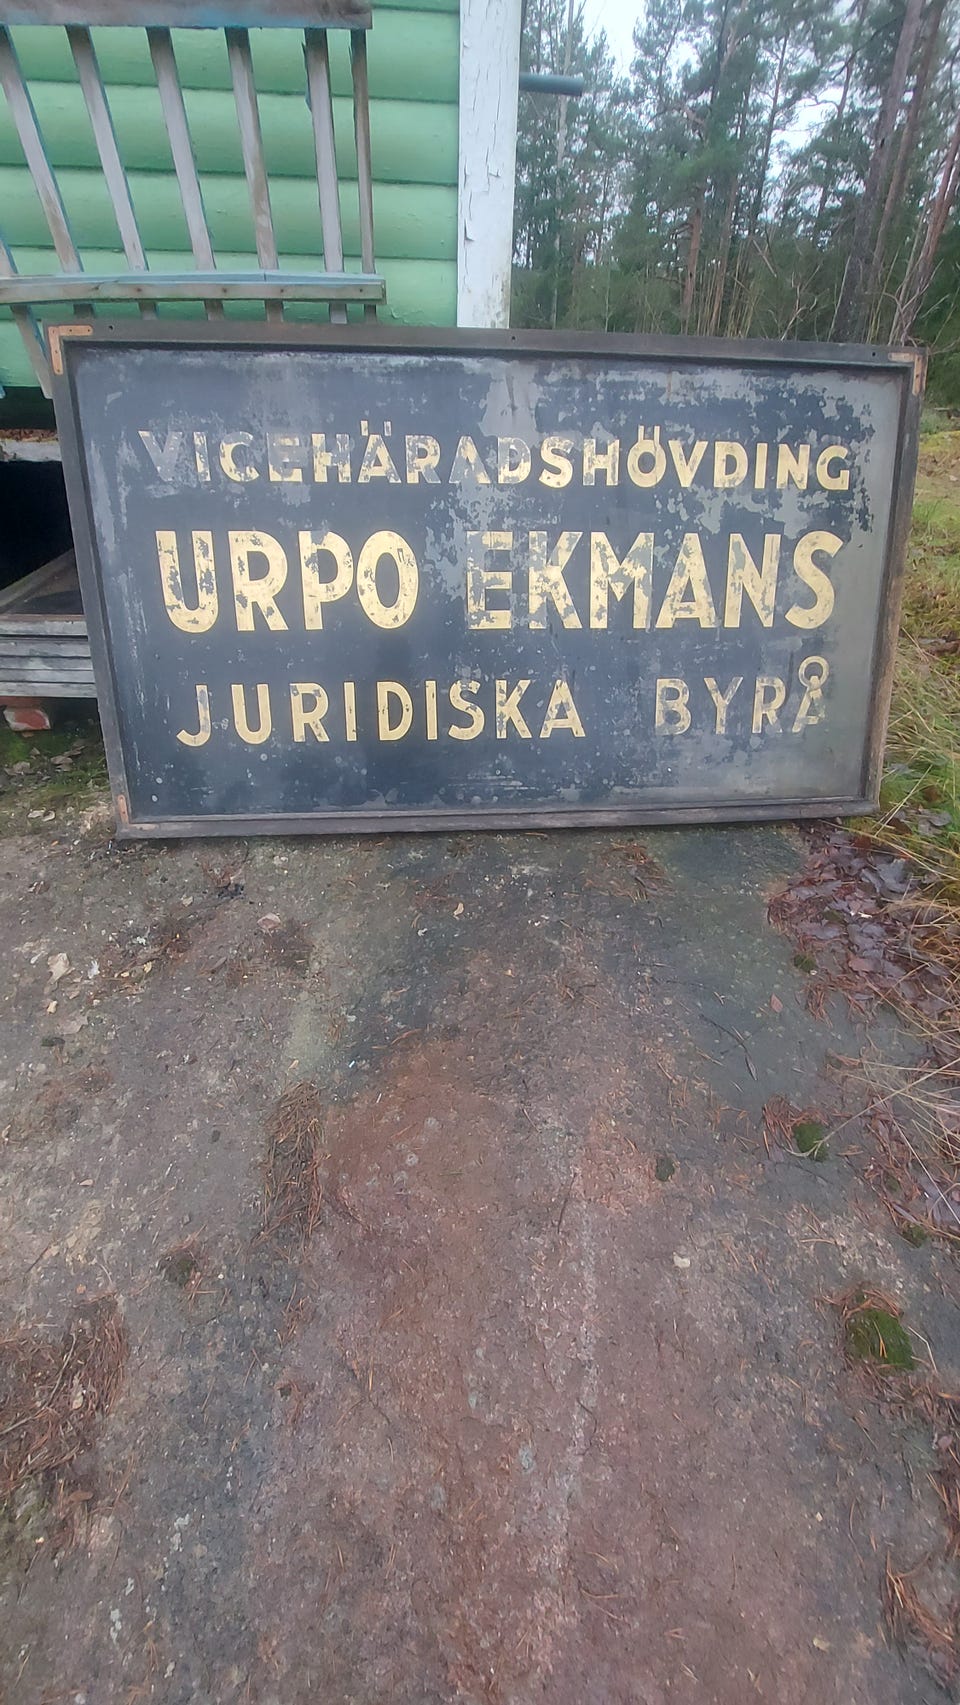 VICEHÄRADSHÖVDING
URPO EKMANS
JURIDISKA BYRÅ